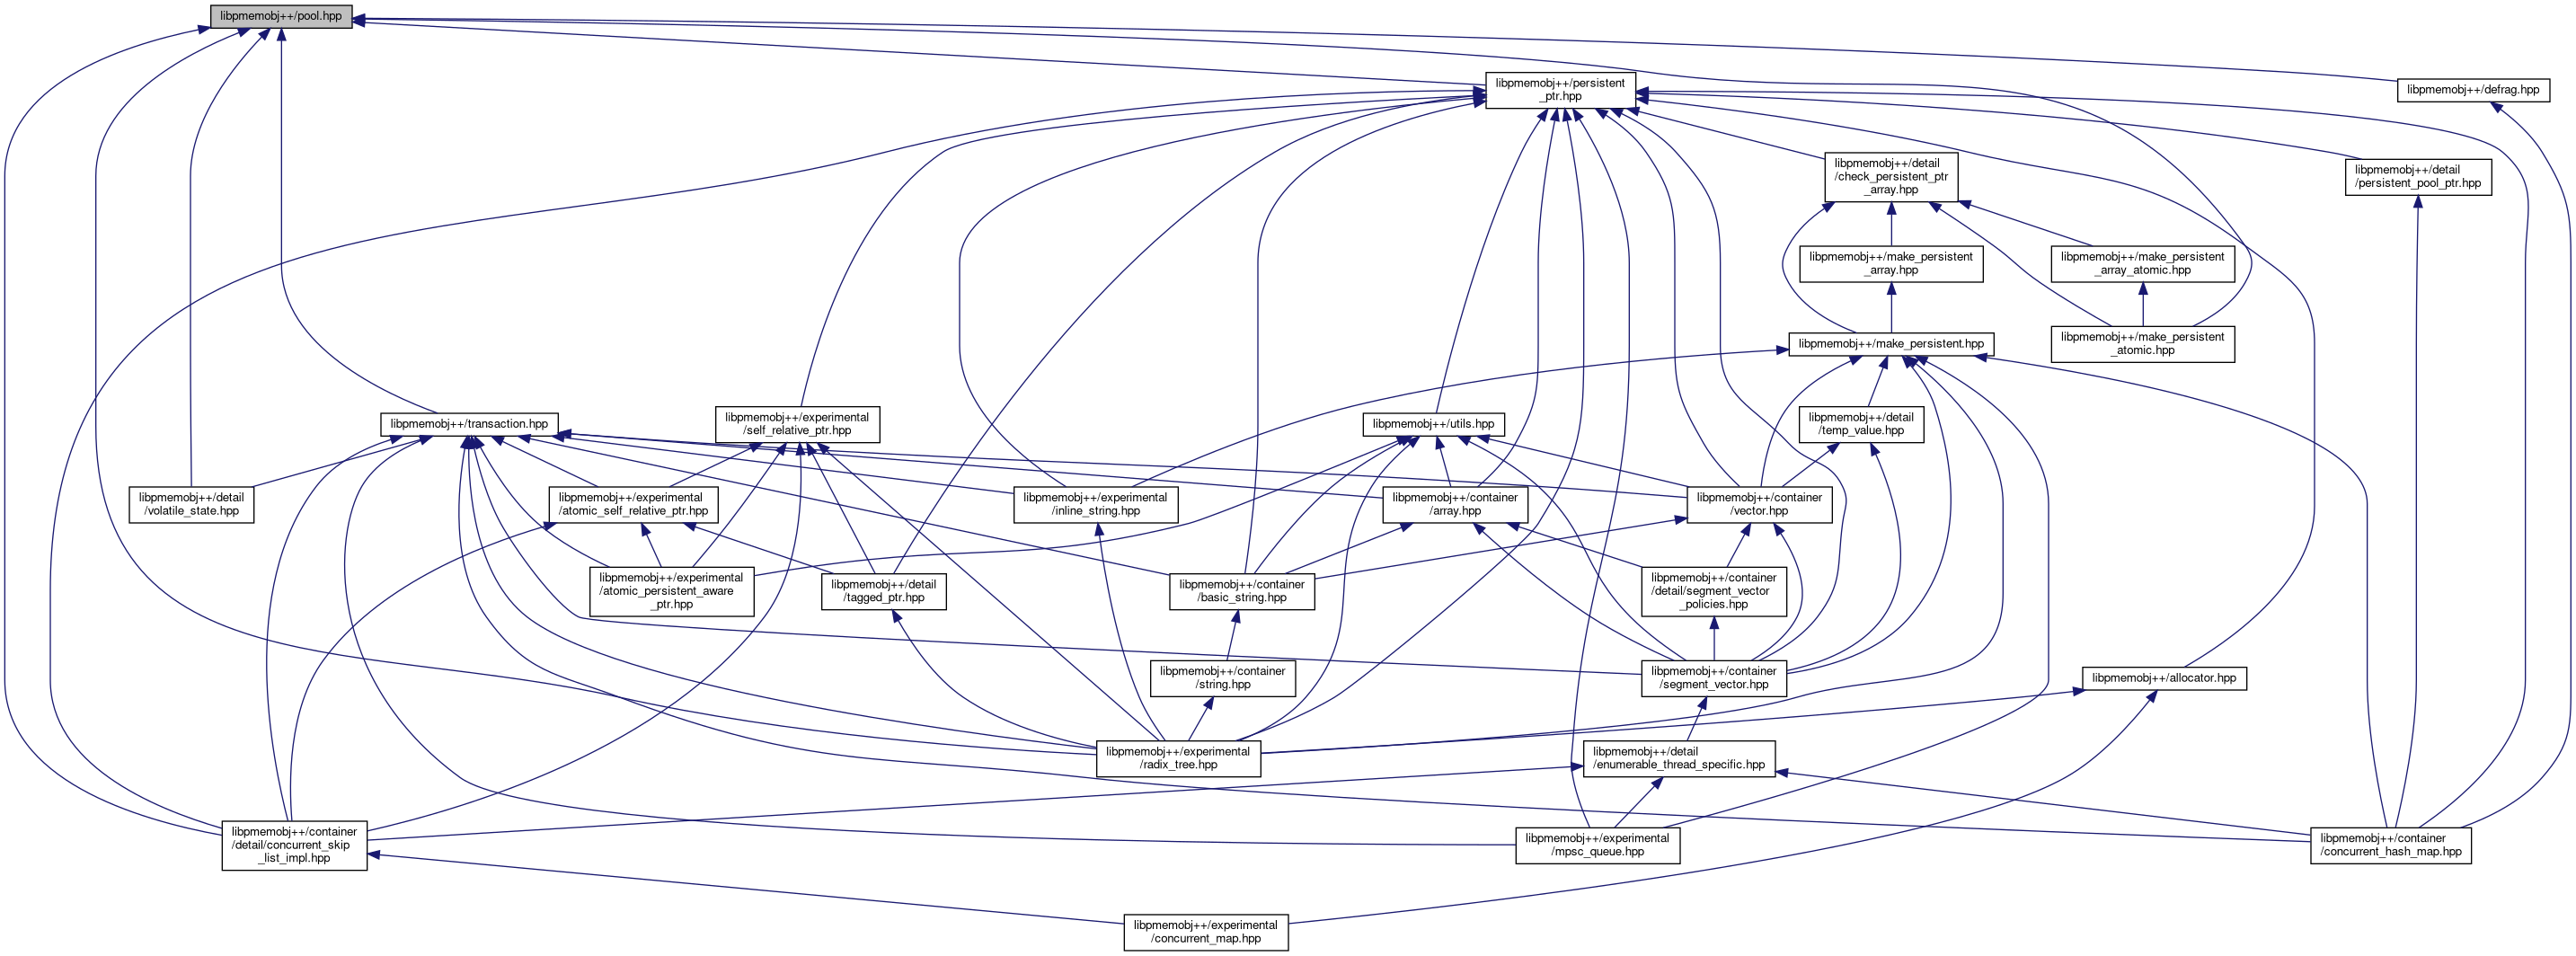 libpmemobj++/pool.hpp
libpmemobj++/persistent
_ptr.hpp
libpmemobj++/defrag.hpp
libpmemobj++/detail
/check_persistent_ptr
_array.hpp
libpmemobj++/detail
/persistent_pool_ptr.hpp
libpmemobj++/make_persistent
_array.hpp
libpmemobj++/make_persistent
_array_atomic.hpp
libpmemobj++/make_persistent.hpp
libpmemobj++/make_persistent
_atomic.hpp
libpmemobj++/transaction.hpp
libpmemobj++/experimental
/self_relative_ptr.hpp
libpmemobj++/utils.hpp
libpmemobj++/detail
/temp_value.hpp
libpmemobj++/detail
/volatile_state.hpp
libpmemobj++/experimental
/atomic_self_relative_ptr.hpp
libpmemobj++/experimental
/inline_string.hpp
libpmemobj++/container
/array.hpp
libpmemobj++/container
/vector.hpp
libpmemobj++/experimental
/atomic_persistent_aware
_ptr.hpp
libpmemobj++/detail
/tagged_ptr.hpp
libpmemobj++/container
/basic_string.hpp
libpmemobj++/container
/detail/segment_vector
_policies.hpp
libpmemobj++/container
/string.hpp
libpmemobj++/container
/segment_vector.hpp
libpmemobj++/allocator.hpp
libpmemobj++/experimental
/radix_tree.hpp
libpmemobj++/detail
/enumerable_thread_specific.hpp
libpmemobj++/container
/detail/concurrent_skip
_list_impl.hpp
libpmemobj++/experimental
/mpsc_queue.hpp
libpmemobj++/container
/concurrent_hash_map.hpp
libpmemobj++/experimental
/concurrent_map.hpp